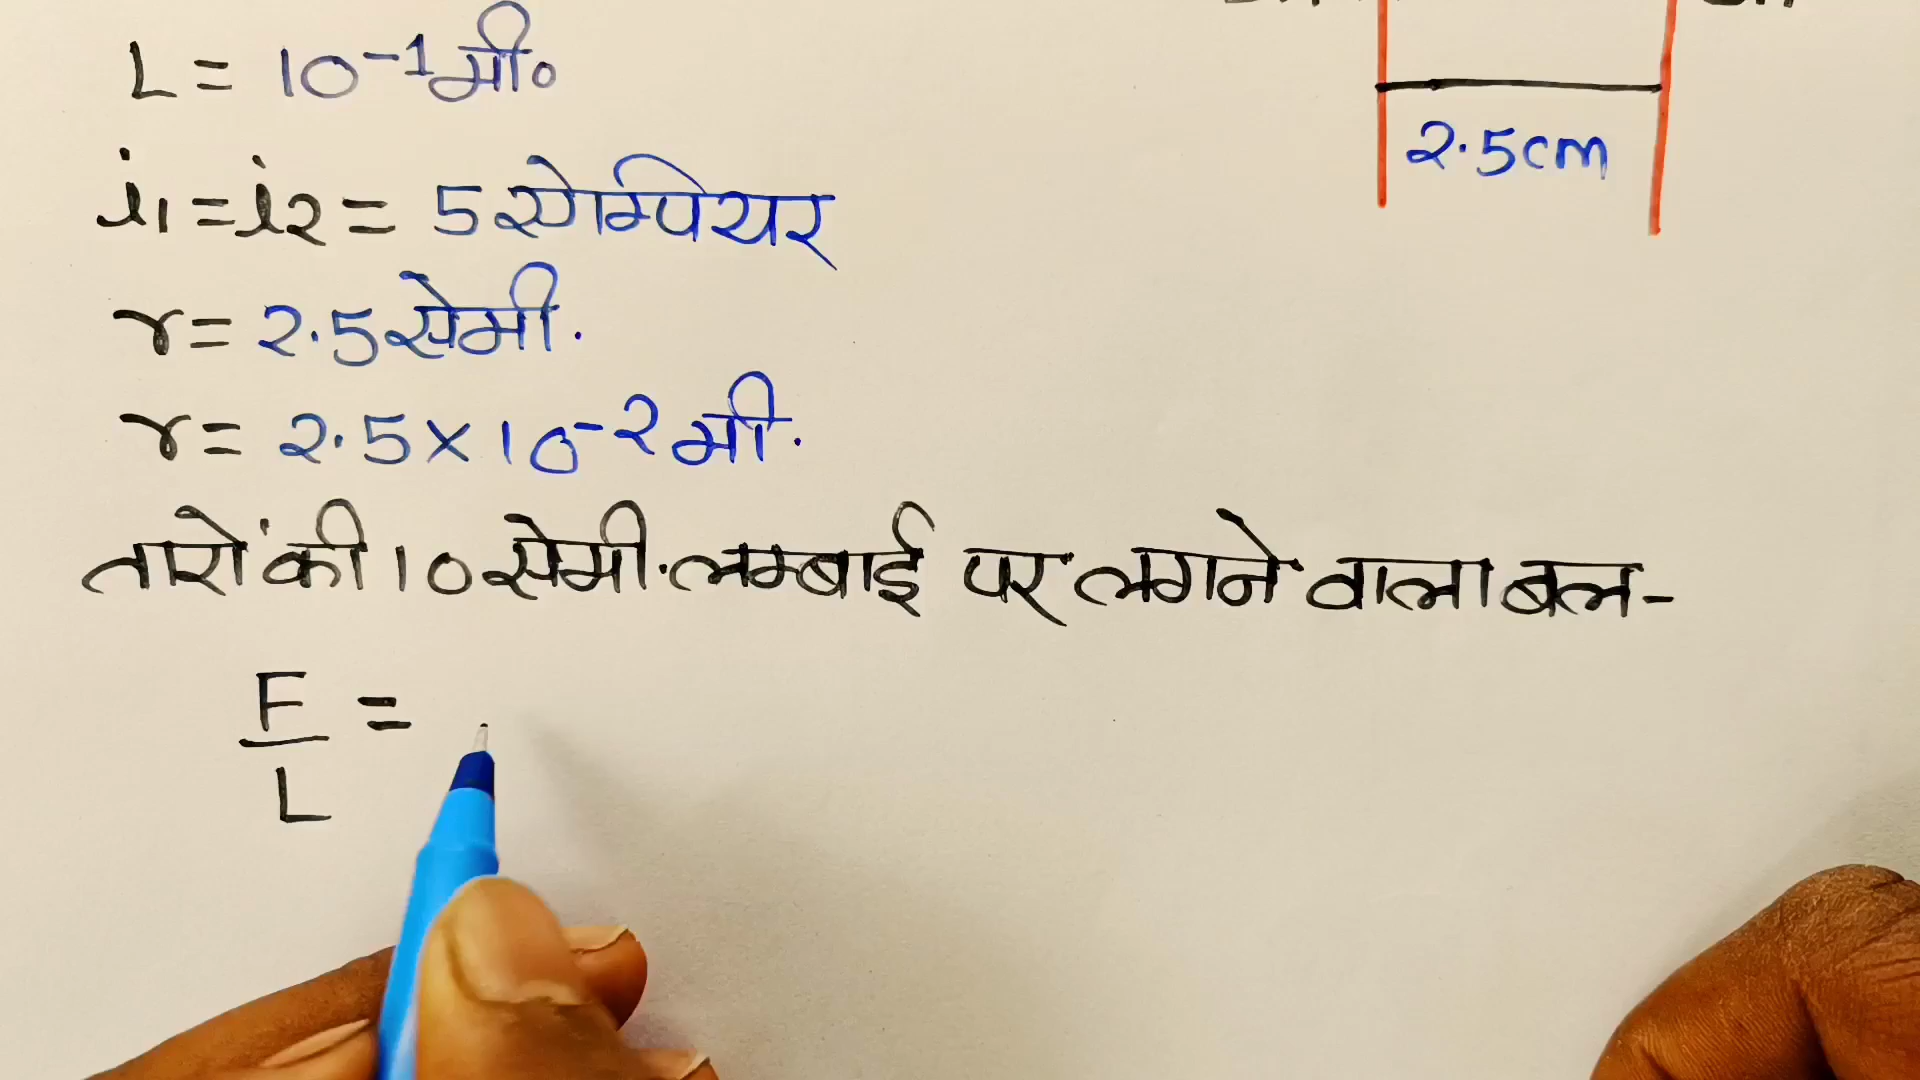 L = 10⁻¹ मी०
i1 = i2 = 5 ऐम्पियर
r = 2.5 सेमी.
r = 2.5 × 10⁻² मी.
2.5cm
तारों की 10 सेमी. लम्बाई पर लगने वाला बल-
F/L =